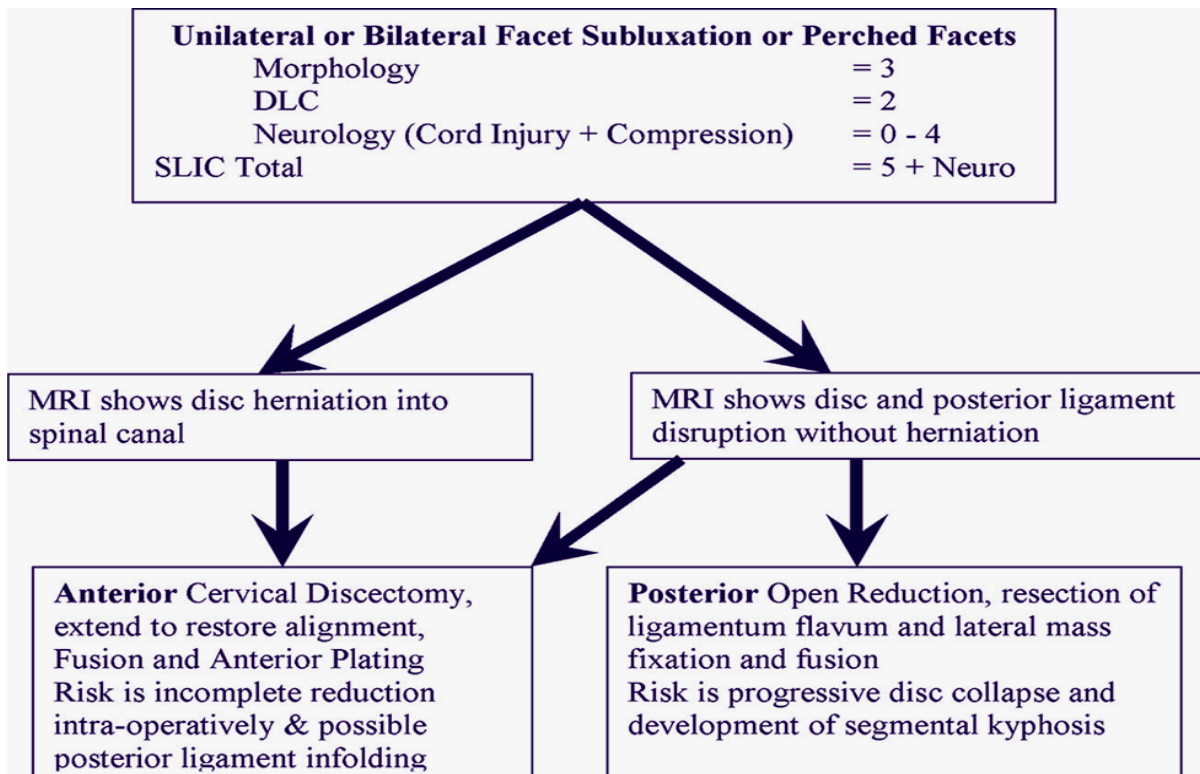 Unilateral or Bilateral Facet Subluxation or Perched Facets
Morphology = 3
DLC = 2
Neurology (Cord Injury + Compression) = 0 - 4
SLIC Total = 5 + Neuro
MRI shows disc herniation into
spinal canal
MRI shows disc and posterior ligament
disruption without herniation
Anterior Cervical Discectomy,
extend to restore alignment,
Fusion and Anterior Plating
Risk is incomplete reduction
intra-operatively & possible
posterior ligament infolding
Posterior Open Reduction, resection of
ligamentum flavum and lateral mass
fixation and fusion
Risk is progressive disc collapse and
development of segmental kyphosis